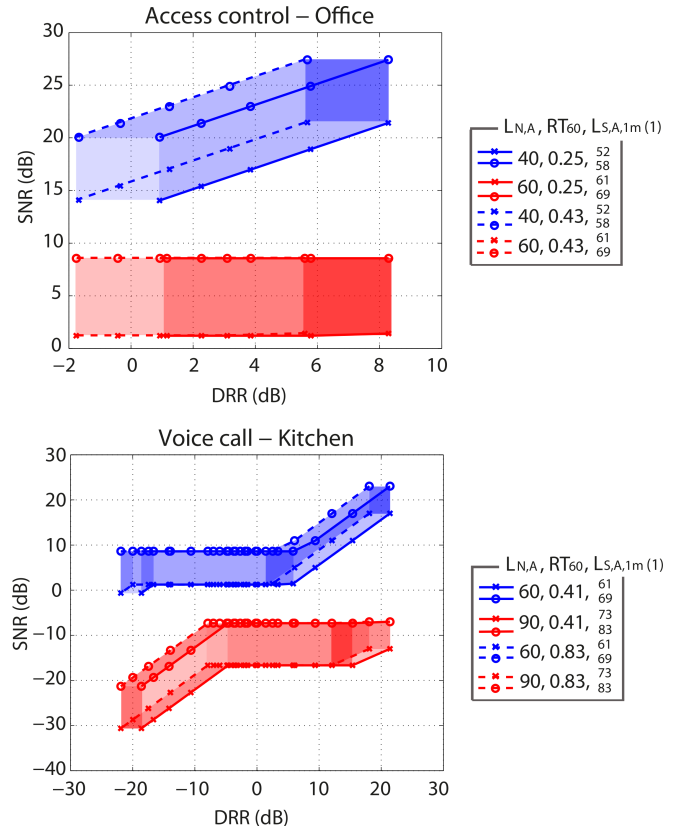 Access control – Office
30
25
20
15
10
5
0
SNR (dB)
−2 0 2 4 6 8 10
DRR (dB)
LN,A , RT60 , LS,A,1m (1)
40, 0.25, 52 58
60, 0.25, 61 69
40, 0.43, 52 58
60, 0.43, 61 69
Voice call – Kitchen
30
20
10
0
−10
−20
−30
−40
SNR (dB)
−30 −20 −10 0 10 20 30
DRR (dB)
LN,A , RT60 , LS,A,1m (1)
60, 0.41, 61 69
90, 0.41, 73 83
60, 0.83, 61 69
90, 0.83, 73 83